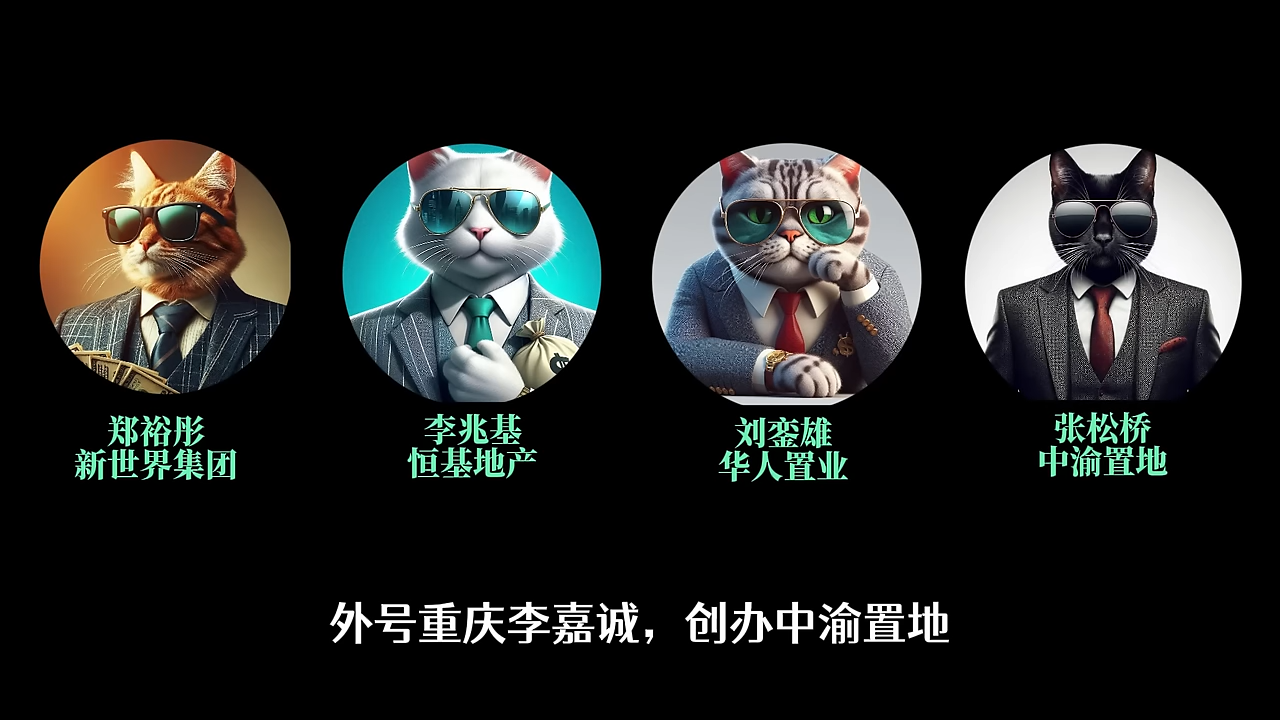 郑裕彤
新世界集团
李兆基
恒基地产
刘銮雄
华人置业
张松桥
中渝置地
外号重庆李嘉诚，创办中渝置地